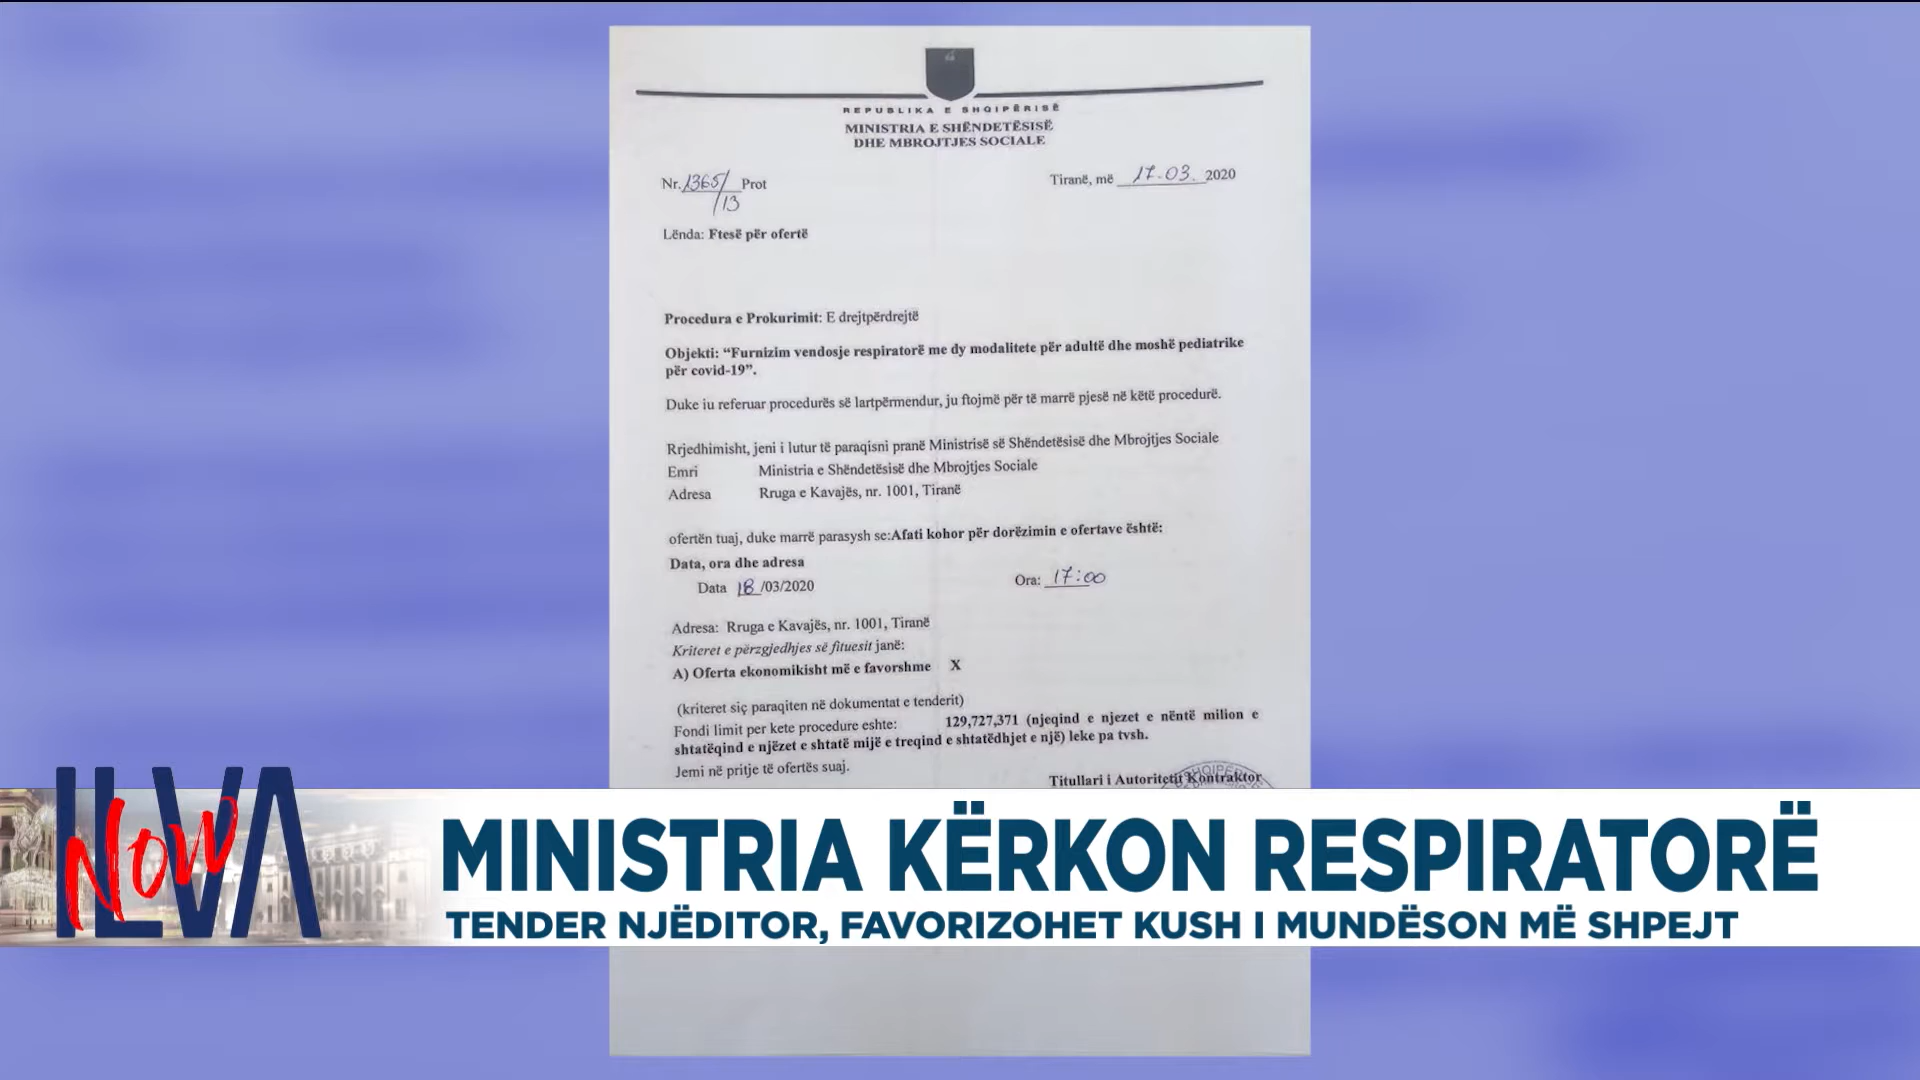 REPUBLIKA E SHQIPËRISË
MINISTRIA E SHËNDETËSISË
DHE MBROJTJES SOCIALE
Nr. 1365/13 Prot
Tiranë, më 17.03. 2020
Lënda: Ftesë për ofertë
Procedura e Prokurimit: E drejtpërdrejtë
Objekti: “Furnizim vendosje respiratorë me dy modalitete për adultë dhe moshë pediatrike
për covid-19”.
Duke iu referuar procedurës së lartpërmendur, ju ftojmë për të marrë pjesë në këtë procedurë.
Rrjedhimisht, jeni i lutur të paraqisni pranë Ministrisë së Shëndetësisë dhe Mbrojtjes Sociale
Emri Ministria e Shëndetësisë dhe Mbrojtjes Sociale
Adresa Rruga e Kavajës, nr. 1001, Tiranë
ofertën tuaj, duke marrë parasysh se:Afati kohor për dorëzimin e ofertave është:
Data, ora dhe adresa
Data 18/03/2020 Ora: 17:00
Adresa: Rruga e Kavajës, nr. 1001, Tiranë
Kriteret e përzgjedhjes së fituesit janë:
A) Oferta ekonomikisht më e favorshme X
(kriteret siç paraqiten në dokumentat e tenderit)
Fondi limit per kete procedure eshte: 129,727,371 (njeqind e njezet e nëntë milion e
shtatëqind e njëzet e shtatë mijë e treqind e shtatëdhjet e një) leke pa tvsh.
Jemi në pritje të ofertës suaj.
Titullari i Autoritetit Kontraktor
ILVA
Now
MINISTRIA KËRKON RESPIRATORË
TENDER NJËDITOR, FAVORIZOHET KUSH I MUNDËSON MË SHPEJT